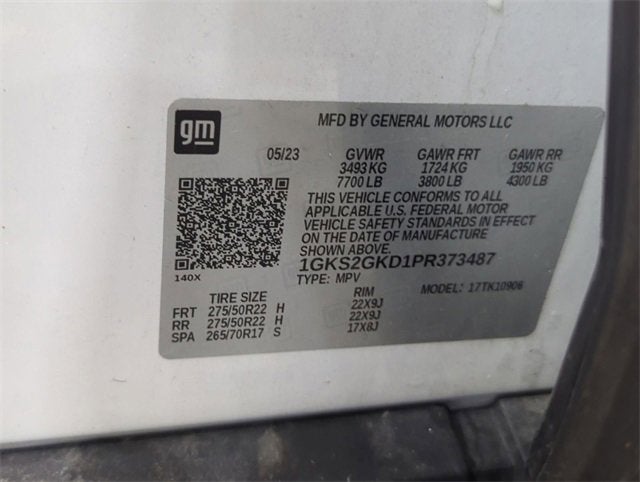 gm
MFD BY GENERAL MOTORS LLC
05/23 GVWR GAWR FRT GAWR RR
3493 KG 1724 KG 1950 KG
7700 LB 3800 LB 4300 LB
THIS VEHICLE CONFORMS TO ALL
APPLICABLE U.S. FEDERAL MOTOR
VEHICLE SAFETY STANDARDS IN EFFECT
ON THE DATE OF MANUFACTURE
SHOWN ABOVE.
1GKS2GKD1PR373487
140X
TYPE: MPV MODEL: 17TK10906
TIRE SIZE RIM
FRT 275/50R22 H 22X9J
RR 275/50R22 H 22X9J
SPA 265/70R17 S 17X8J